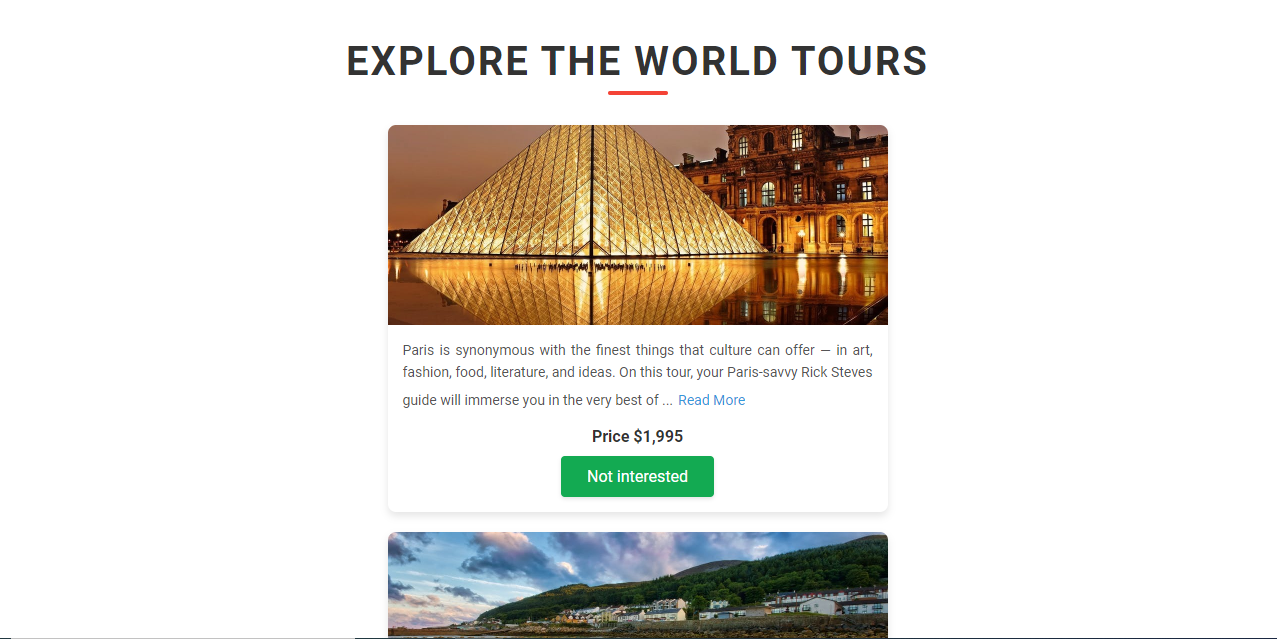 EXPLORE THE WORLD TOURS
Paris is synonymous with the finest things that culture can offer — in art,
fashion, food, literature, and ideas. On this tour, your Paris-savvy Rick Steves
guide will immerse you in the very best of ... Read More
Price $1,995
Not interested